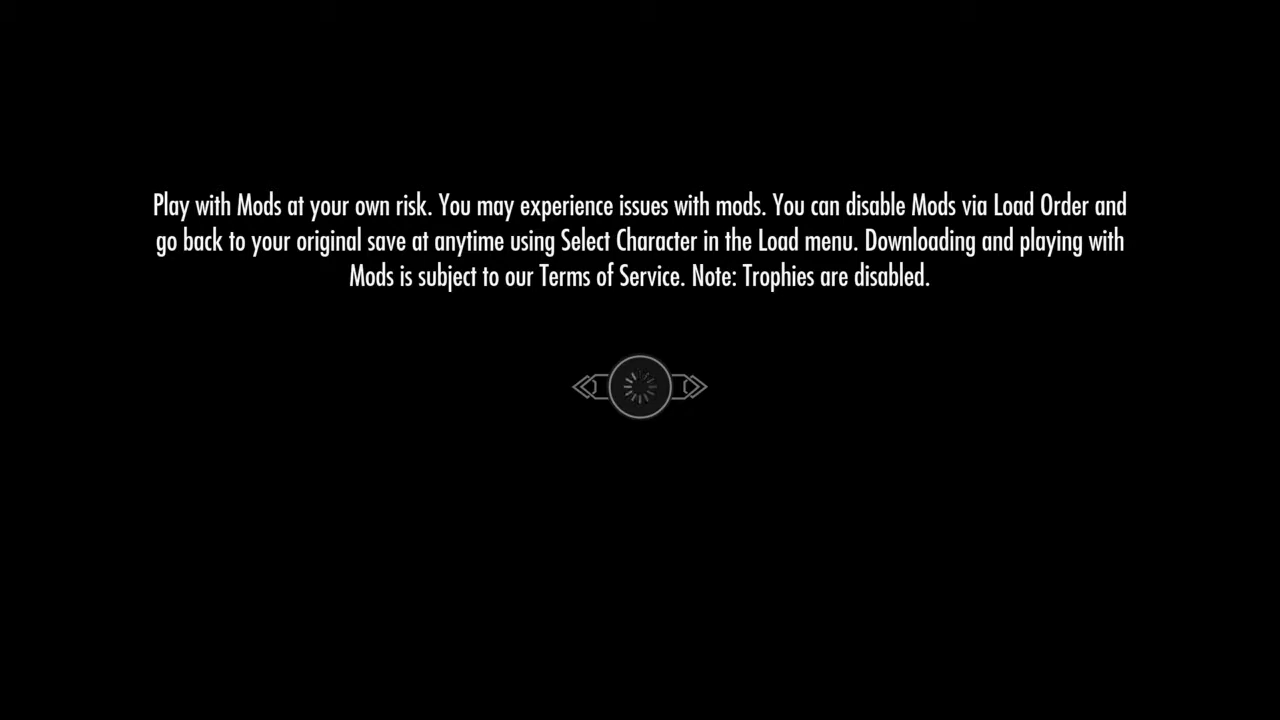 Play with Mods at your own risk. You may experience issues with mods. You can disable Mods via Load Order and
go back to your original save at anytime using Select Character in the Load menu. Downloading and playing with
Mods is subject to our Terms of Service. Note: Trophies are disabled.